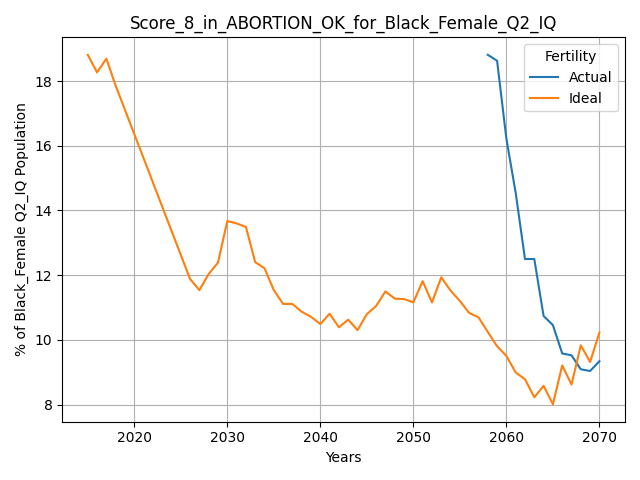 Score_8_in_ABORTION_OK_for_Black_Female_Q2_IQ
Fertility
Actual
Ideal
% of Black_Female Q2_IQ Population
18
16
14
12
10
8
2020 2030 2040 2050 2060 2070
Years